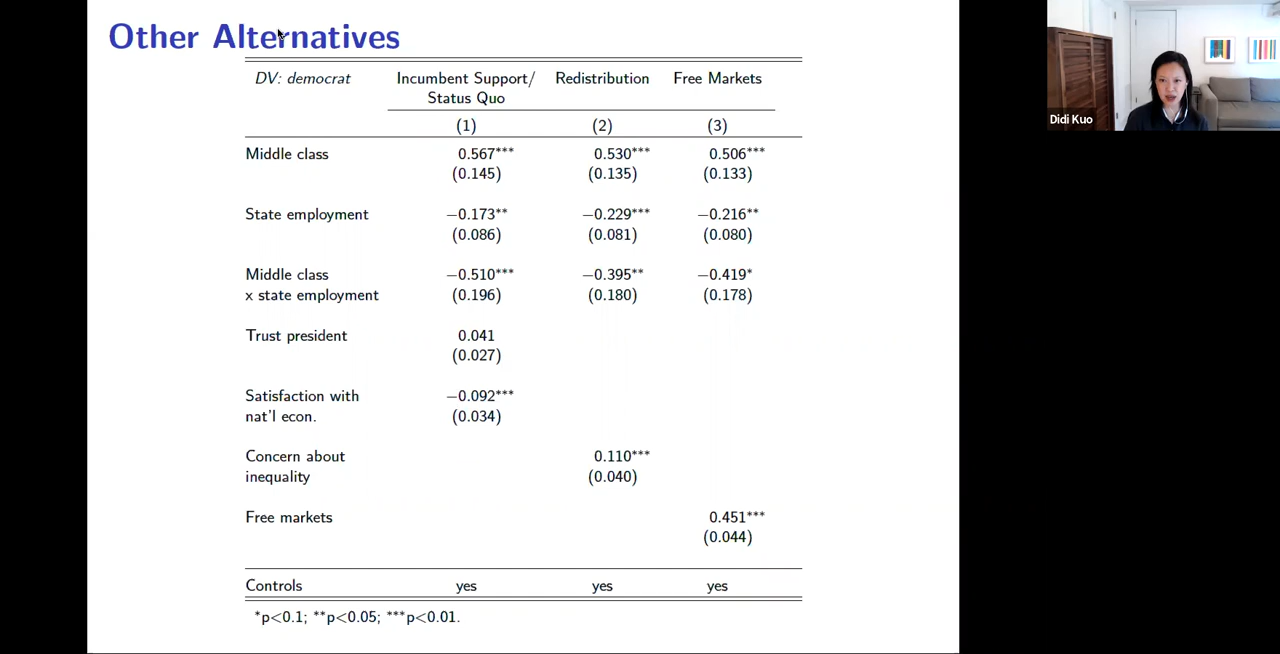 Other Alternatives
DV: democrat Incumbent Support/ Redistribution Free Markets
Status Quo
(1) (2) (3)
Middle class 0.567*** 0.530*** 0.506***
(0.145) (0.135) (0.133)
State employment −0.173** −0.229*** −0.216**
(0.086) (0.081) (0.080)
Middle class −0.510*** −0.395** −0.419*
x state employment (0.196) (0.180) (0.178)
Trust president 0.041
(0.027)
Satisfaction with −0.092***
nat'l econ. (0.034)
Concern about 0.110***
inequality (0.040)
Free markets 0.451***
(0.044)
Controls yes yes yes
*p<0.1; **p<0.05; ***p<0.01.
Didi Kuo